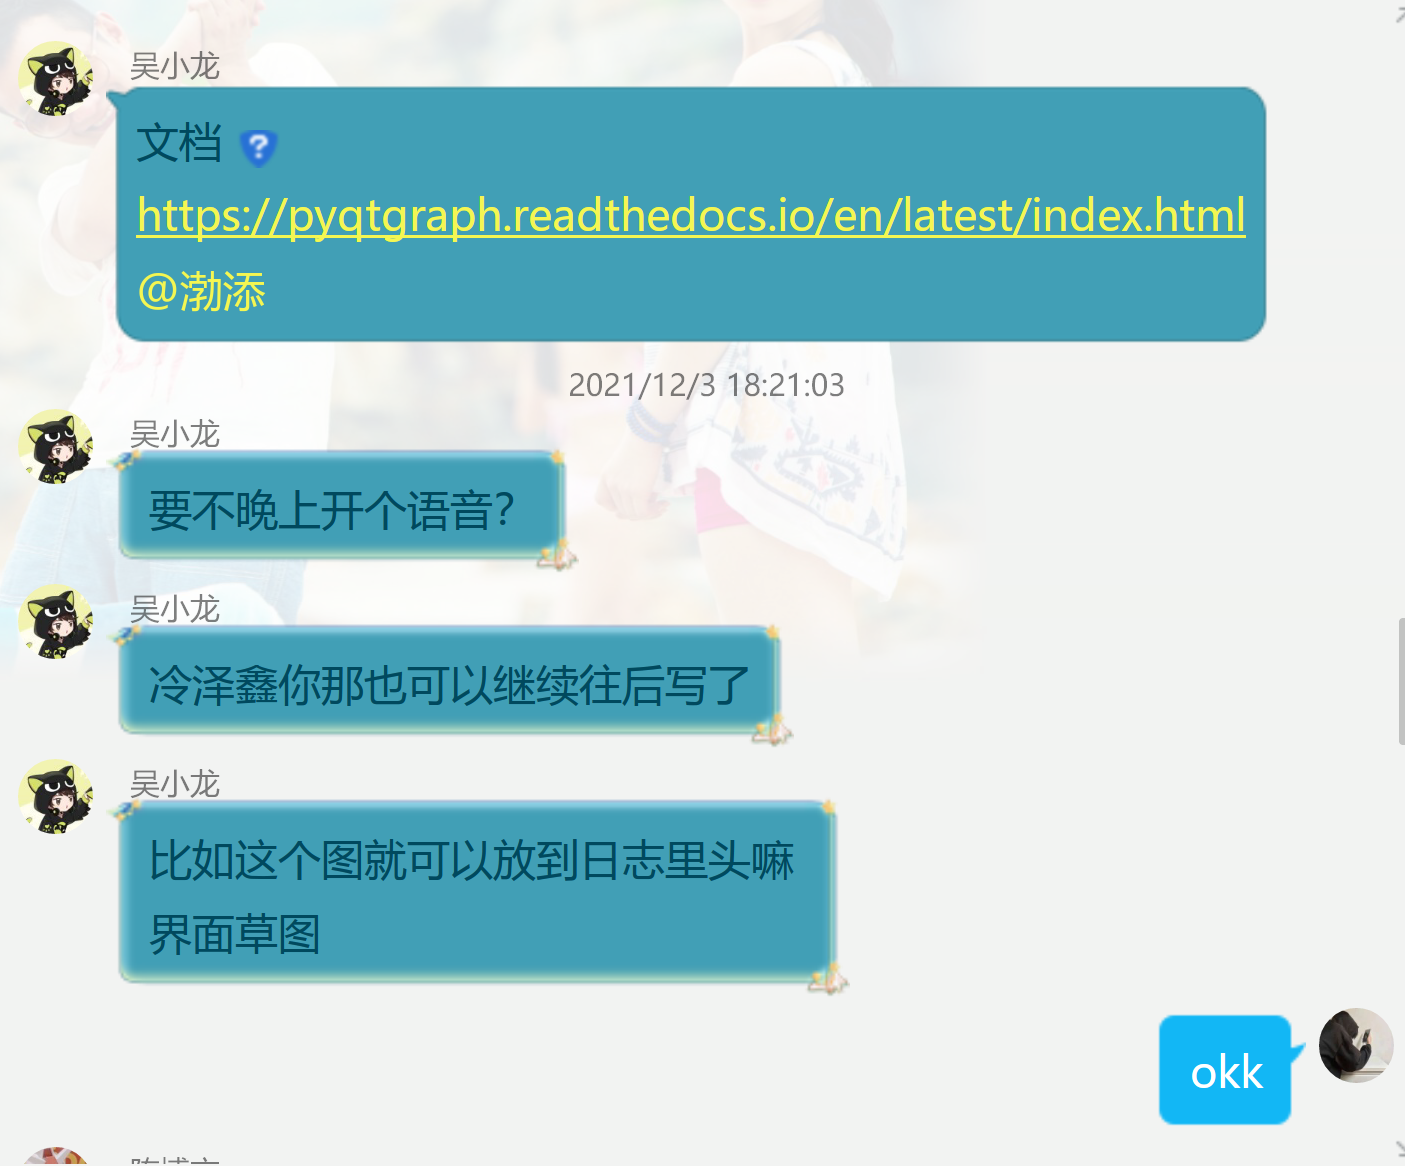 吴小龙
文档
https://pyqtgraph.readthedocs.io/en/latest/index.html
@渤添
2021/12/3 18:21:03
吴小龙
要不晚上开个语音？
吴小龙
冷泽鑫你那也可以继续往后写了
吴小龙
比如这个图就可以放到日志里头嘛
界面草图
okk